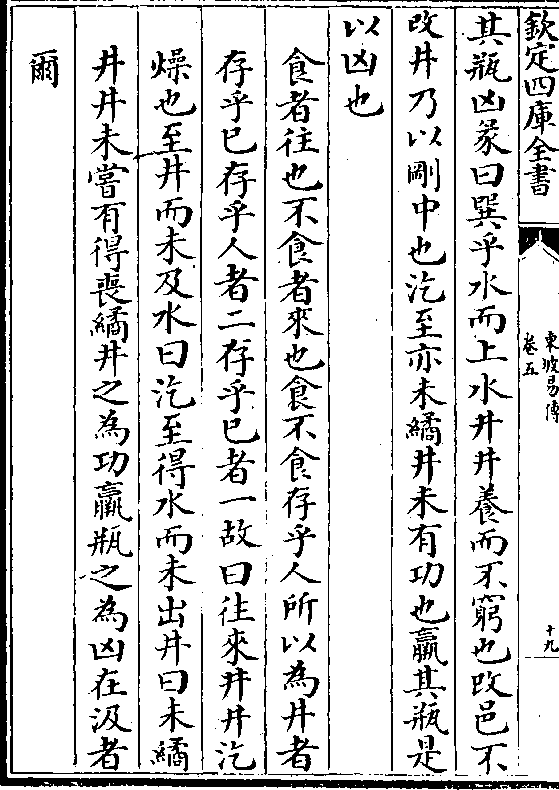 欽定四庫全書
東坡易傳
卷五
十九
其瓶凶彖曰巽乎水而上水井井養而不窮也改邑不
改井乃以剛中也汔至亦未繘井未有功也羸其瓶是
以凶也
食者往也不食者來也食不食存乎人所以為井者
存乎已存乎人者二存乎已者一故曰往來井井汔
燥也至井而未及水曰汔至得水而未出井曰未繘
井井未嘗有得喪繘井之為功羸瓶之為凶在汲者
爾